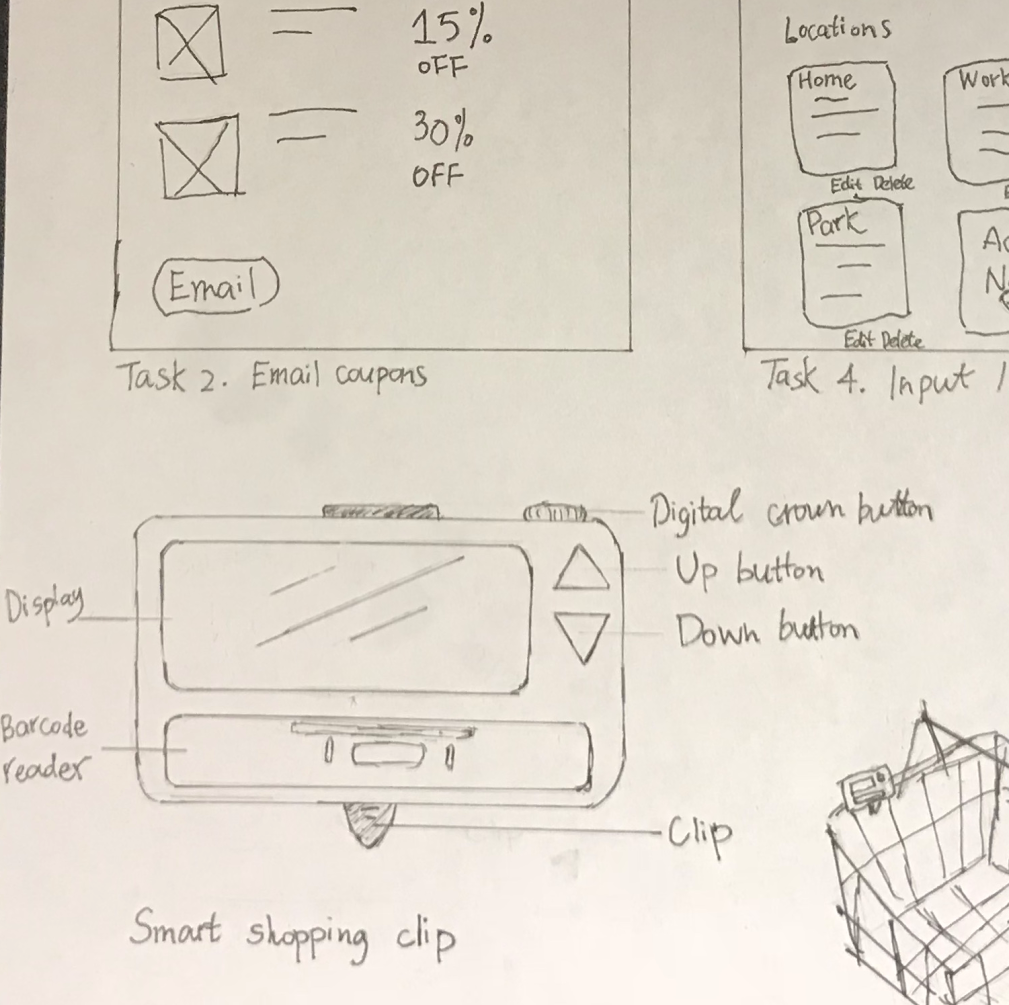 15%
OFF
30%
OFF
Email
Task 2. Email coupons
Locations
Home
Work
Edit Delete
Park
Edit Delete
Task 4. Input
Digital crown button
Up button
Down button
Display
Barcode
reader
Clip
Smart shopping clip